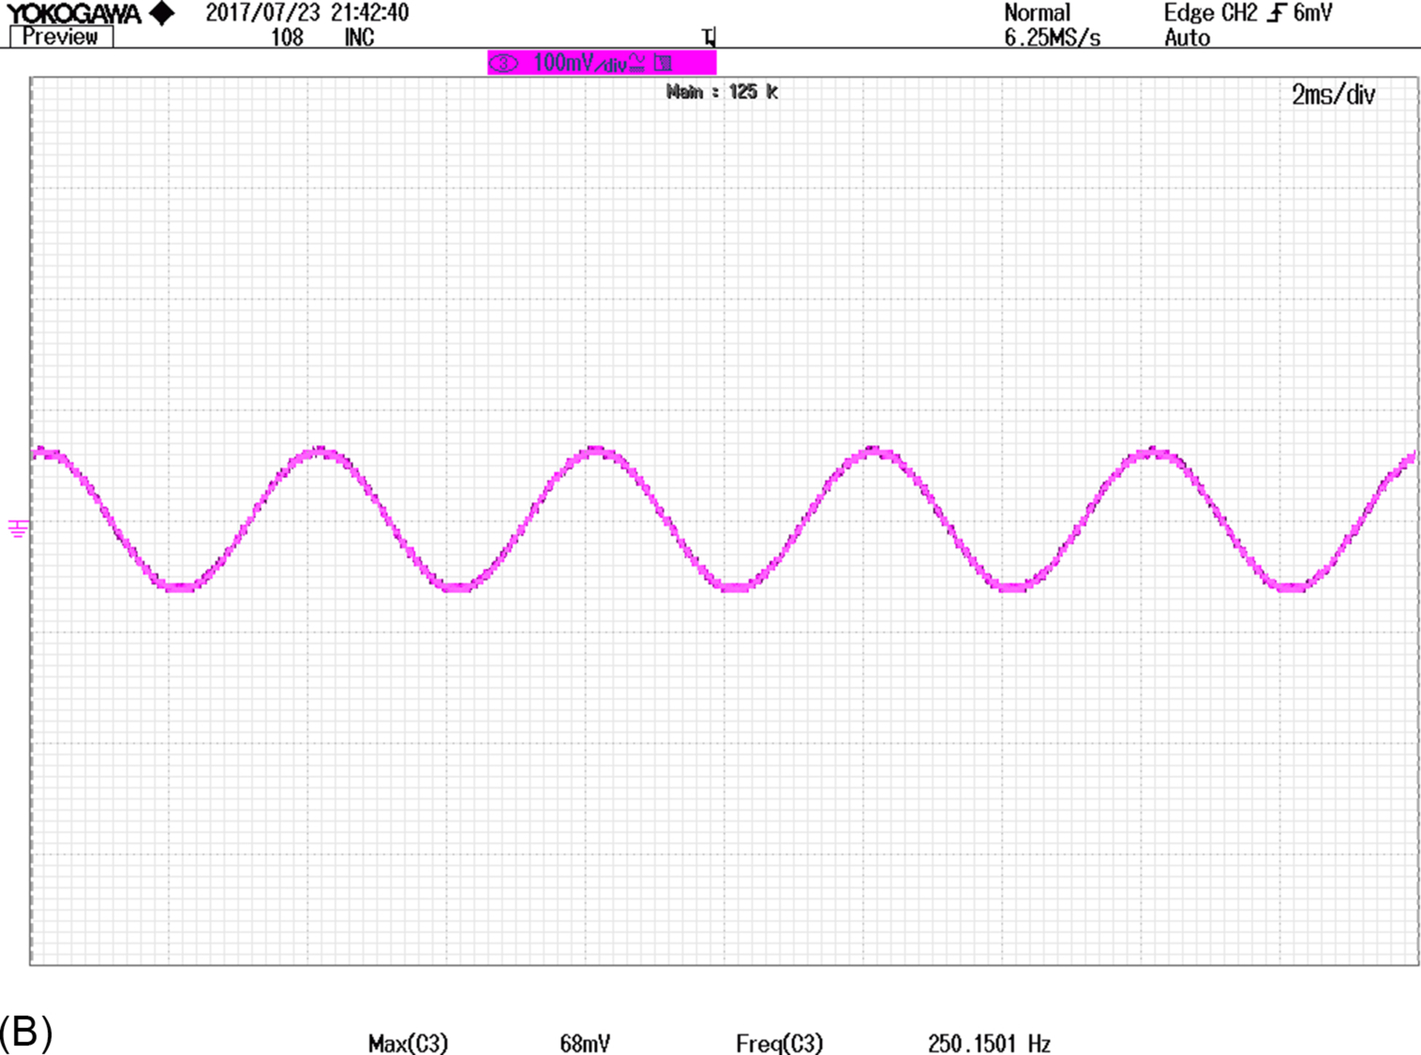 YOKOGAWA ◆ 2017/07/23 21:42:40 Normal Edge CH2 6mV
Preview 108 INC 6.25MS/s Auto
3 100mV/div
Main : 125 k
2ms/div
(B)
Max(C3) 68mV Freq(C3) 250.1501 Hz